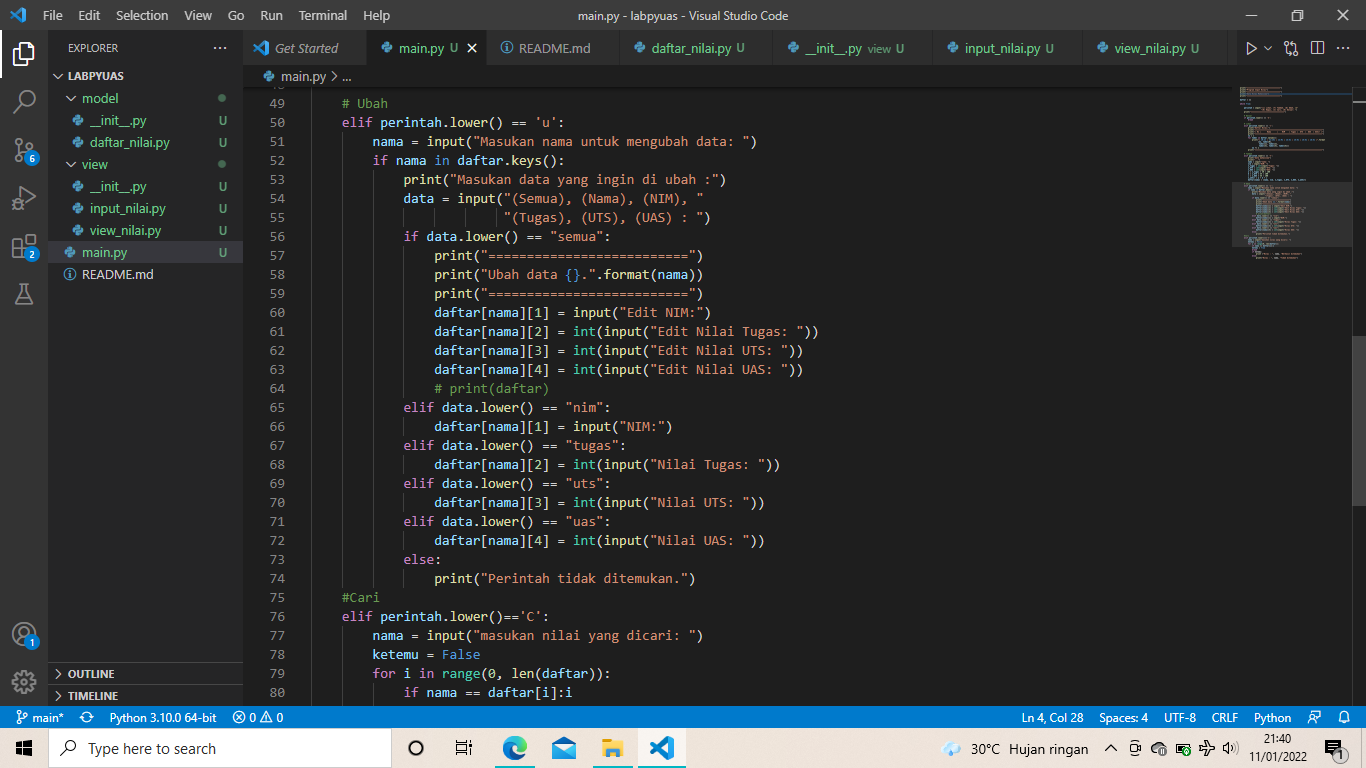 File Edit Selection View Go Run Terminal Help main.py - labpyuas - Visual Studio Code
EXPLORER ...
Get Started main.py U README.md daftar_nilai.py U __init__.py view U input_nilai.py U view_nilai.py U
main.py > ...
LABPYUAS
model
__init__.py U
daftar_nilai.py U
view
__init__.py U
input_nilai.py U
view_nilai.py U
main.py U
README.md
6
2
1
OUTLINE
TIMELINE
49 # Ubah
50 elif perintah.lower() == 'u':
51 nama = input("Masukan nama untuk mengubah data: ")
52 if nama in daftar.keys():
53 print("Masukan data yang ingin di ubah :")
54 data = input("(Semua), (Nama), (NIM), "
55 "(Tugas), (UTS), (UAS) : ")
56 if data.lower() == "semua":
57 print("==========================")
58 print("Ubah data {}.".format(nama))
59 print("==========================")
60 daftar[nama][1] = input("Edit NIM:")
61 daftar[nama][2] = int(input("Edit Nilai Tugas: "))
62 daftar[nama][3] = int(input("Edit Nilai UTS: "))
63 daftar[nama][4] = int(input("Edit Nilai UAS: "))
64 # print(daftar)
65 elif data.lower() == "nim":
66 daftar[nama][1] = input("NIM:")
67 elif data.lower() == "tugas":
68 daftar[nama][2] = int(input("Nilai Tugas: "))
69 elif data.lower() == "uts":
70 daftar[nama][3] = int(input("Nilai UTS: "))
71 elif data.lower() == "uas":
72 daftar[nama][4] = int(input("Nilai UAS: "))
73 else:
74 print("Perintah tidak ditemukan.")
75 #Cari
76 elif perintah.lower()=='C':
77 nama = input("masukan nilai yang dicari: ")
78 ketemu = False
79 for i in range(0, len(daftar)):
80 if nama == daftar[i]:i
main* Python 3.10.0 64-bit 0 0 Ln 4, Col 28 Spaces: 4 UTF-8 CRLF Python
Type here to search 30°C Hujan ringan 21:40
11/01/2022 1